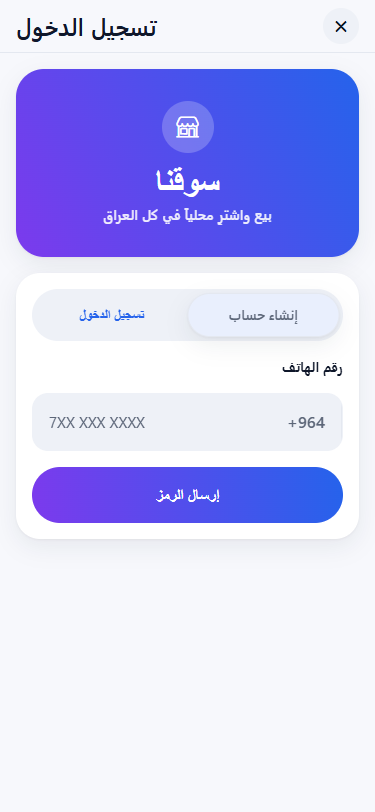 تسجيل الدخول
سوقنا
بيع واشترِ محلياً في كل العراق
إنشاء حساب
تسجيل الدخول
رقم الهاتف
+964
7XX XXX XXXX
إرسال الرمز